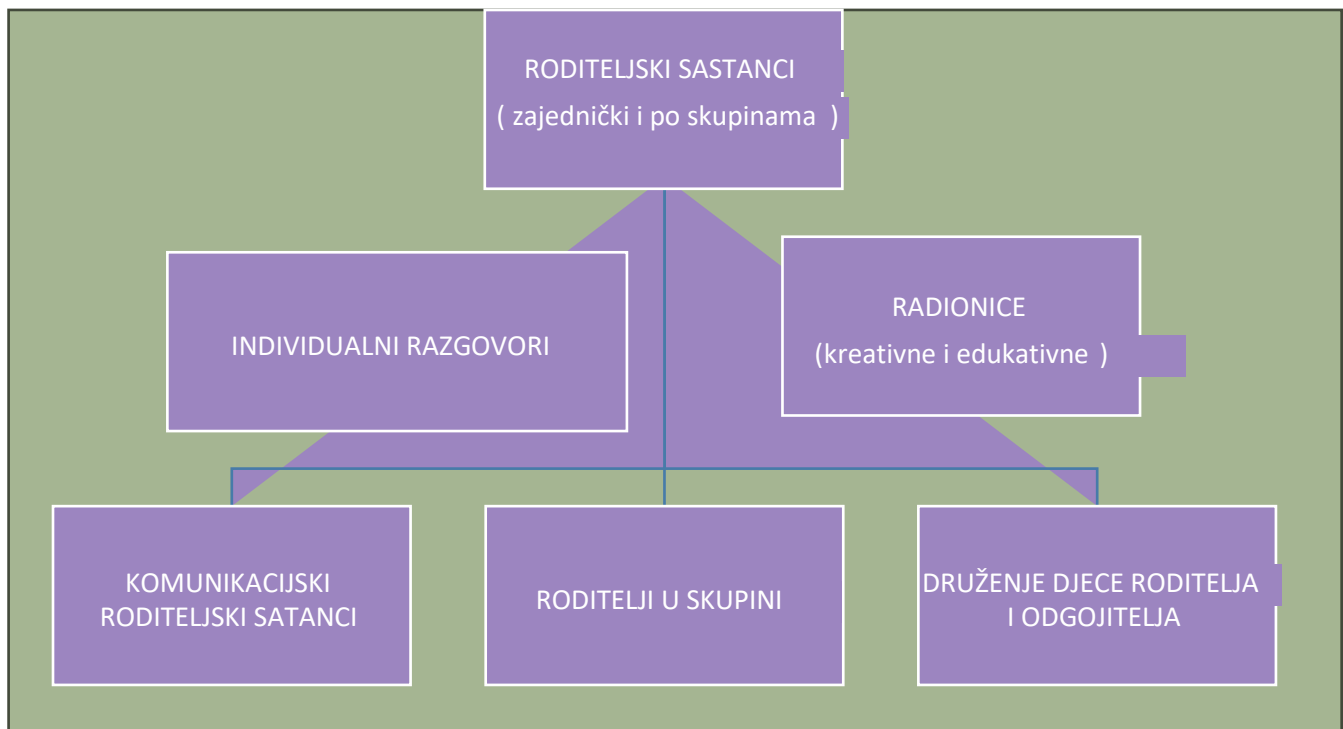 RODITELJSKI SASTANCI
( zajednički i po skupinama )
INDIVIDUALNI RAZGOVORI
RADIONICE
(kreativne i edukativne )
KOMUNIKACIJSKI
RODITELJSKI SATANCI
RODITELJI U SKUPINI
DRUŽENJE DJECE RODITELJA
I ODGOJITELJA